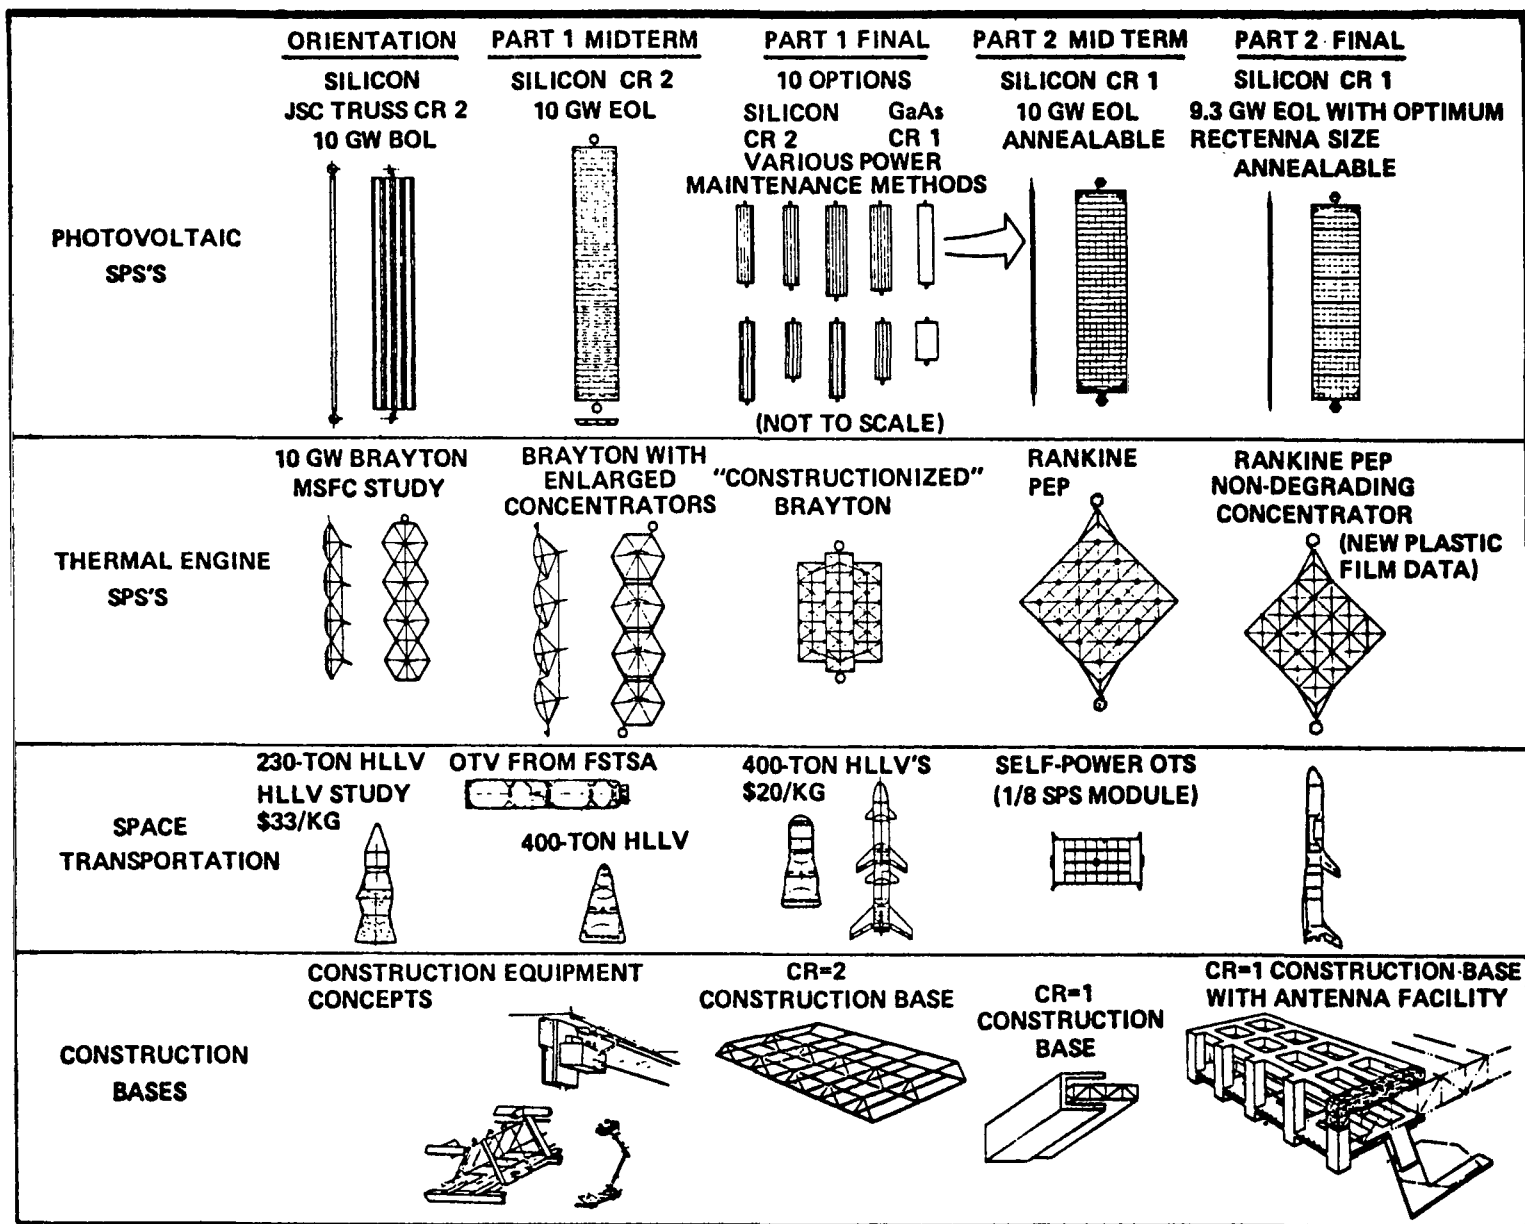 ORIENTATION
PART 1 MIDTERM
PART 1 FINAL
PART 2 MID TERM
PART 2 FINAL
PHOTOVOLTAIC
SPS'S
SILICON
JSC TRUSS CR 2
10 GW BOL
SILICON CR 2
10 GW EOL
10 OPTIONS
SILICON
CR 2
GaAs
CR 1
VARIOUS POWER
MAINTENANCE METHODS
(NOT TO SCALE)
SILICON CR 1
10 GW EOL
ANNEALABLE
SILICON CR 1
9.3 GW EOL WITH OPTIMUM
RECTENNA SIZE
ANNEALABLE
THERMAL ENGINE
SPS'S
10 GW BRAYTON
MSFC STUDY
BRAYTON WITH
ENLARGED
CONCENTRATORS
"CONSTRUCTIONIZED"
BRAYTON
RANKINE
PEP
RANKINE PEP
NON-DEGRADING
CONCENTRATOR
(NEW PLASTIC
FILM DATA)
SPACE
TRANSPORTATION
230-TON HLLV
HLLV STUDY
$33/KG
OTV FROM FSTSA
400-TON HLLV
400-TON HLLV'S
$20/KG
SELF-POWER OTS
(1/8 SPS MODULE)
CONSTRUCTION
BASES
CONSTRUCTION EQUIPMENT
CONCEPTS
CR=2
CONSTRUCTION BASE
CR=1
CONSTRUCTION
BASE
CR=1 CONSTRUCTION BASE
WITH ANTENNA FACILITY